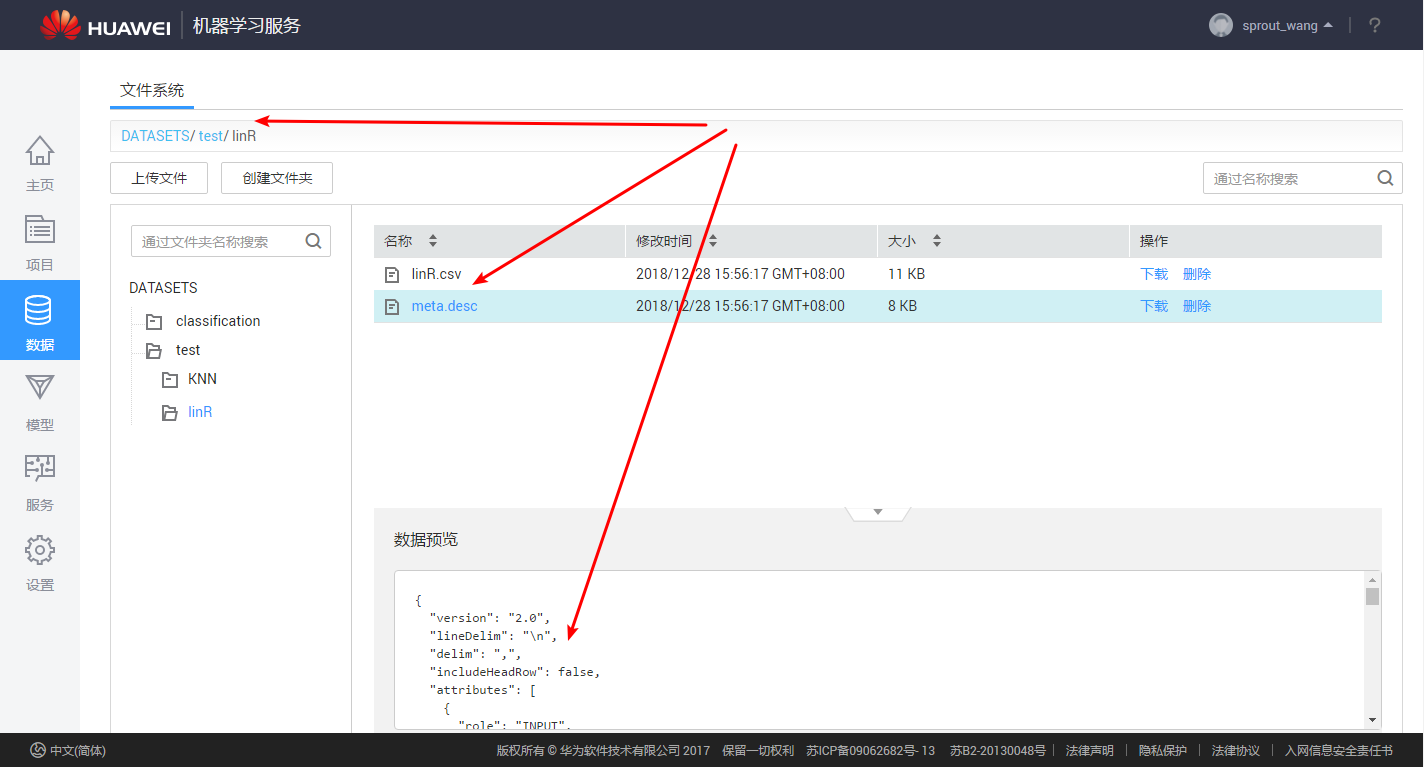 HUAWEI 机器学习服务 sprout_wang ?
文件系统
DATASETS/ test/ linR
上传文件 创建文件夹 通过名称搜索
主页
项目
数据
模型
服务
设置
通过文件夹名称搜索
DATASETS
classification
test
KNN
linR
名称 修改时间 大小 操作
linR.csv 2018/12/28 15:56:17 GMT+08:00 11 KB 下载 删除
meta.desc 2018/12/28 15:56:17 GMT+08:00 8 KB 下载 删除
数据预览
{
"version": "2.0",
"lineDelim": "\n",
"delim": ",",
"includeHeadRow": false,
"attributes": [
{
"role": "INPUT",
中文(简体) 版权所有 © 华为软件技术有限公司 2017 保留一切权利 苏ICP备09062682号- 13 苏B2-20130048号 | 法律声明 | 隐私保护 | 法律协议 | 入网信息安全责任书